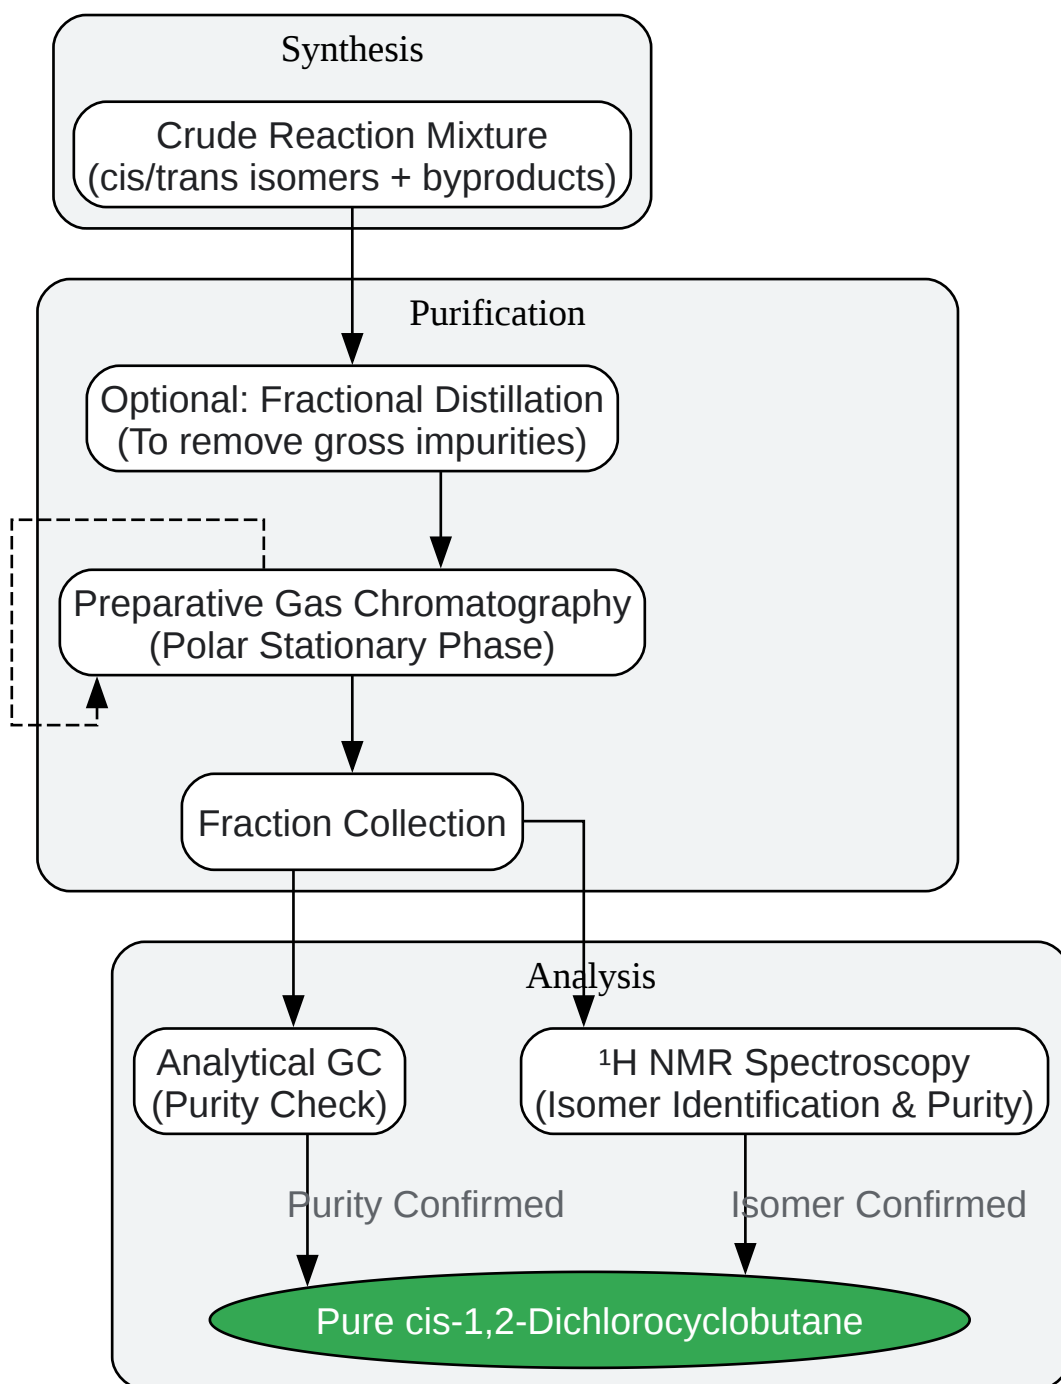 Synthesis
Crude Reaction Mixture
(cis/trans isomers + byproducts)
Purification
Optional: Fractional Distillation
(To remove gross impurities)
Preparative Gas Chromatography
(Polar Stationary Phase)
Fraction Collection
Analysis
Analytical GC
(Purity Check)
¹H NMR Spectroscopy
(Isomer Identification & Purity)
Purity Confirmed
Isomer Confirmed
Pure cis-1,2-Dichlorocyclobutane